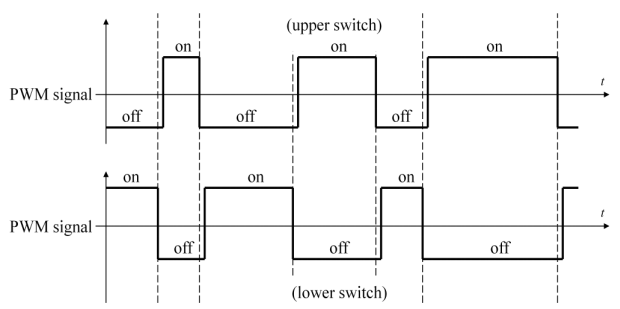 (upper switch)
on on on
t
PWM signal
off off off
on on on
t
PWM signal
off off off
(lower switch)